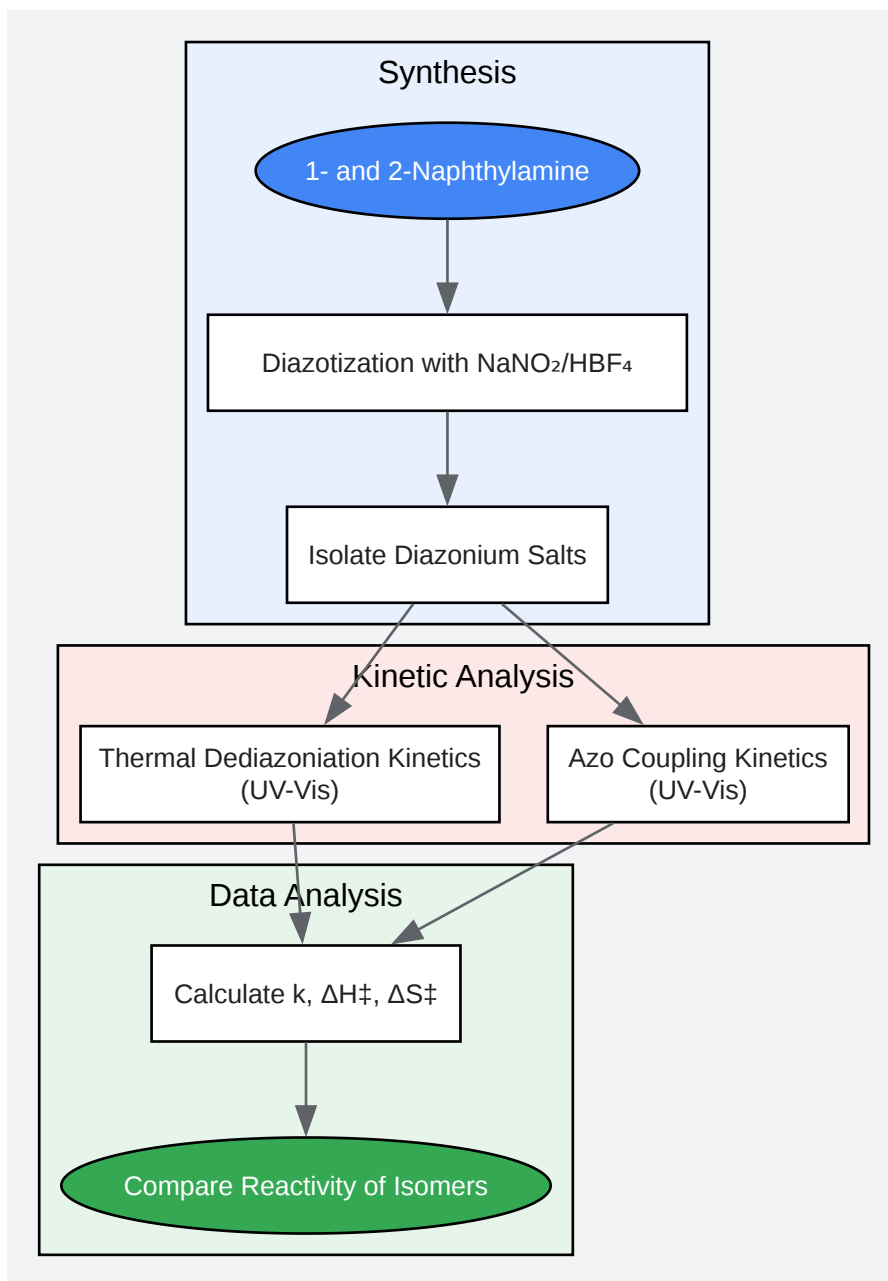 Synthesis
1- and 2-Naphthylamine
Diazotization with NaNO₂/HBF₄
Isolate Diazonium Salts
Kinetic Analysis
Thermal Dediazoniation Kinetics
(UV-Vis)
Azo Coupling Kinetics
(UV-Vis)
Data Analysis
Calculate k, ΔH‡, ΔS‡
Compare Reactivity of Isomers